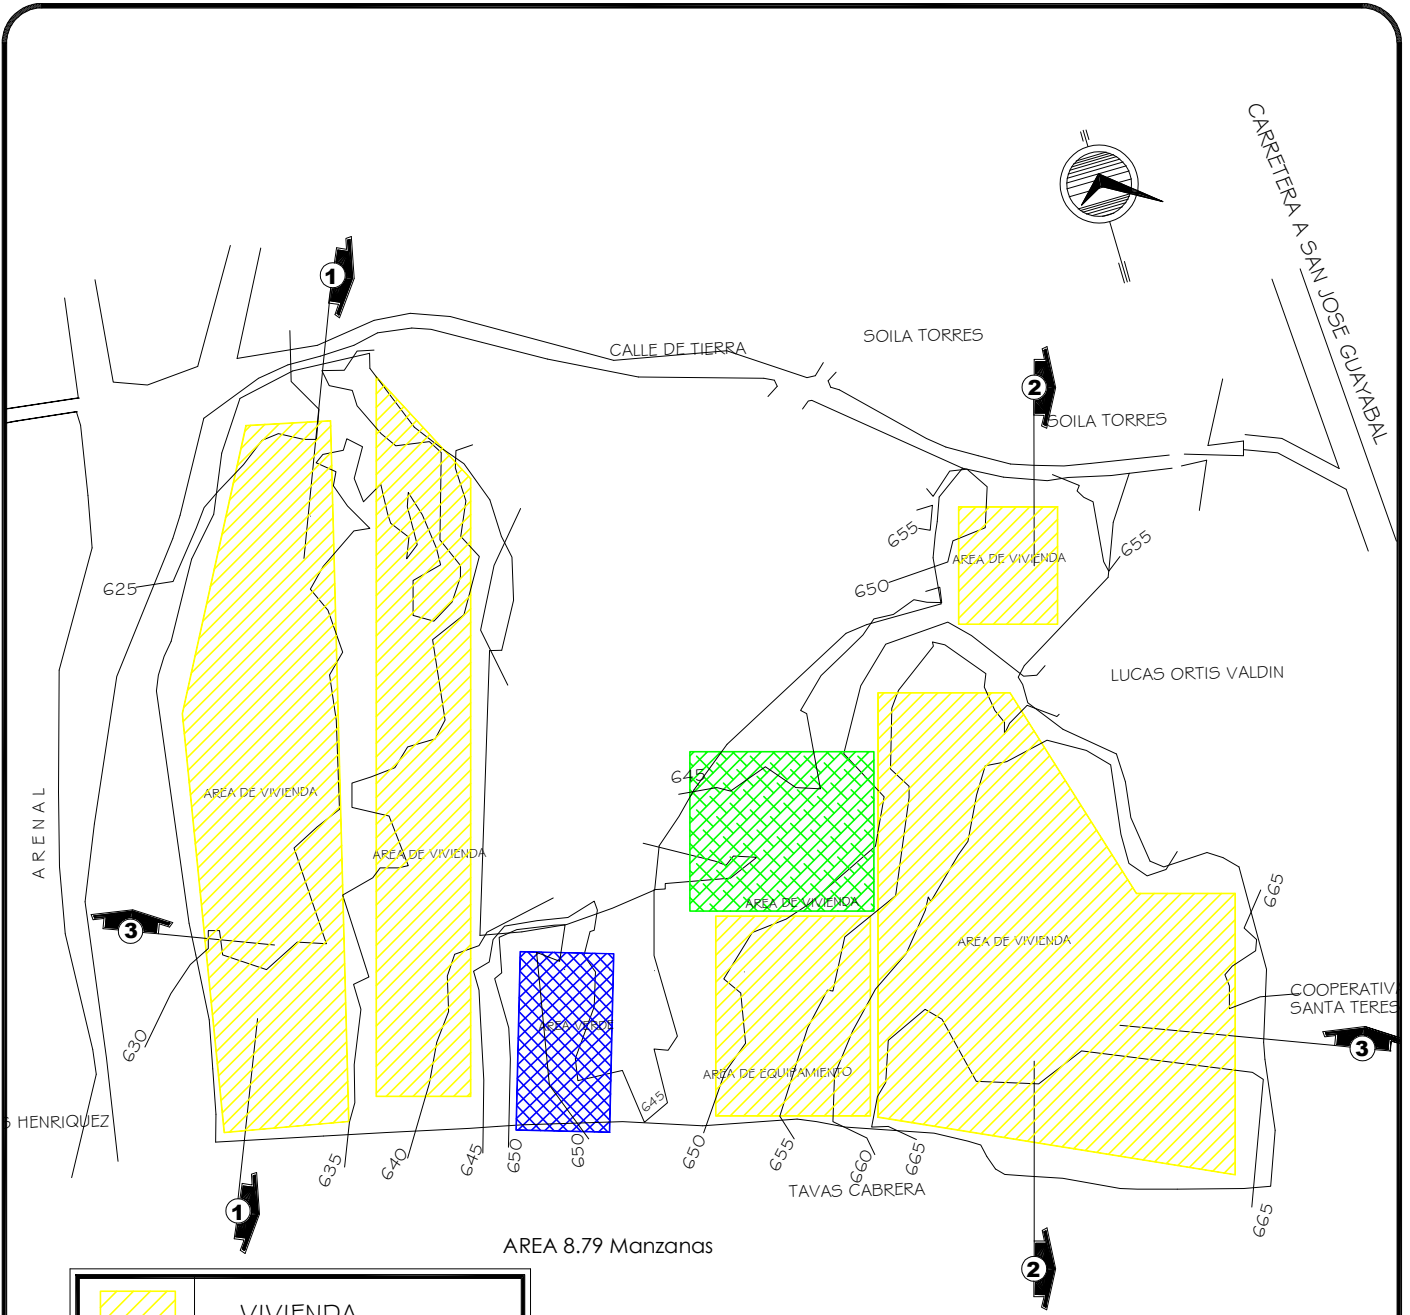 CARRETERA A SAN JOSE GUAYABAL
1
CALLE DE TIERRA
SOILA TORRES
2
SOILA TORRES
655
655
AREA DE VIVIENDA
650
625
LUCAS ORTIS VALDIN
645
ARENAL
AREA DE VIVIENDA
AREA DE VIVIENDA
AREA DE VIVIENDA
665
3
AREA DE VIVIENDA
COOPERATIV
SANTA TERES
630
AREA VERDE
3
AREA DE EQUIPAMIENTO
645
HENRIQUEZ
635
640
645
650
650
650
655
660
665
TAVAS CABRERA
665
1
AREA 8.79 Manzanas
2
VIVIENDA